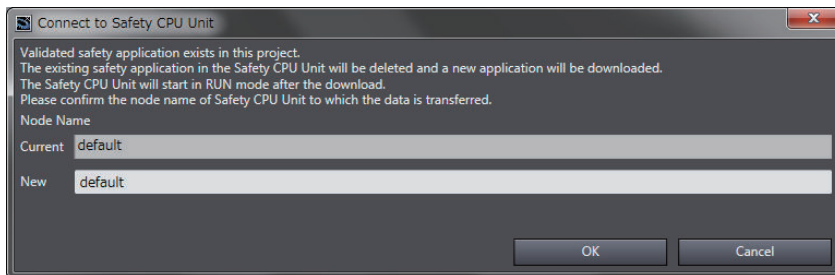 Connect to Safety CPU Unit
Validated safety application exists in this project.
The existing safety application in the Safety CPU Unit will be deleted and a new application will be downloaded.
The Safety CPU Unit will start in RUN mode after the download.
Please confirm the node name of Safety CPU Unit to which the data is transferred.
Node Name
Current default
New default
OK Cancel